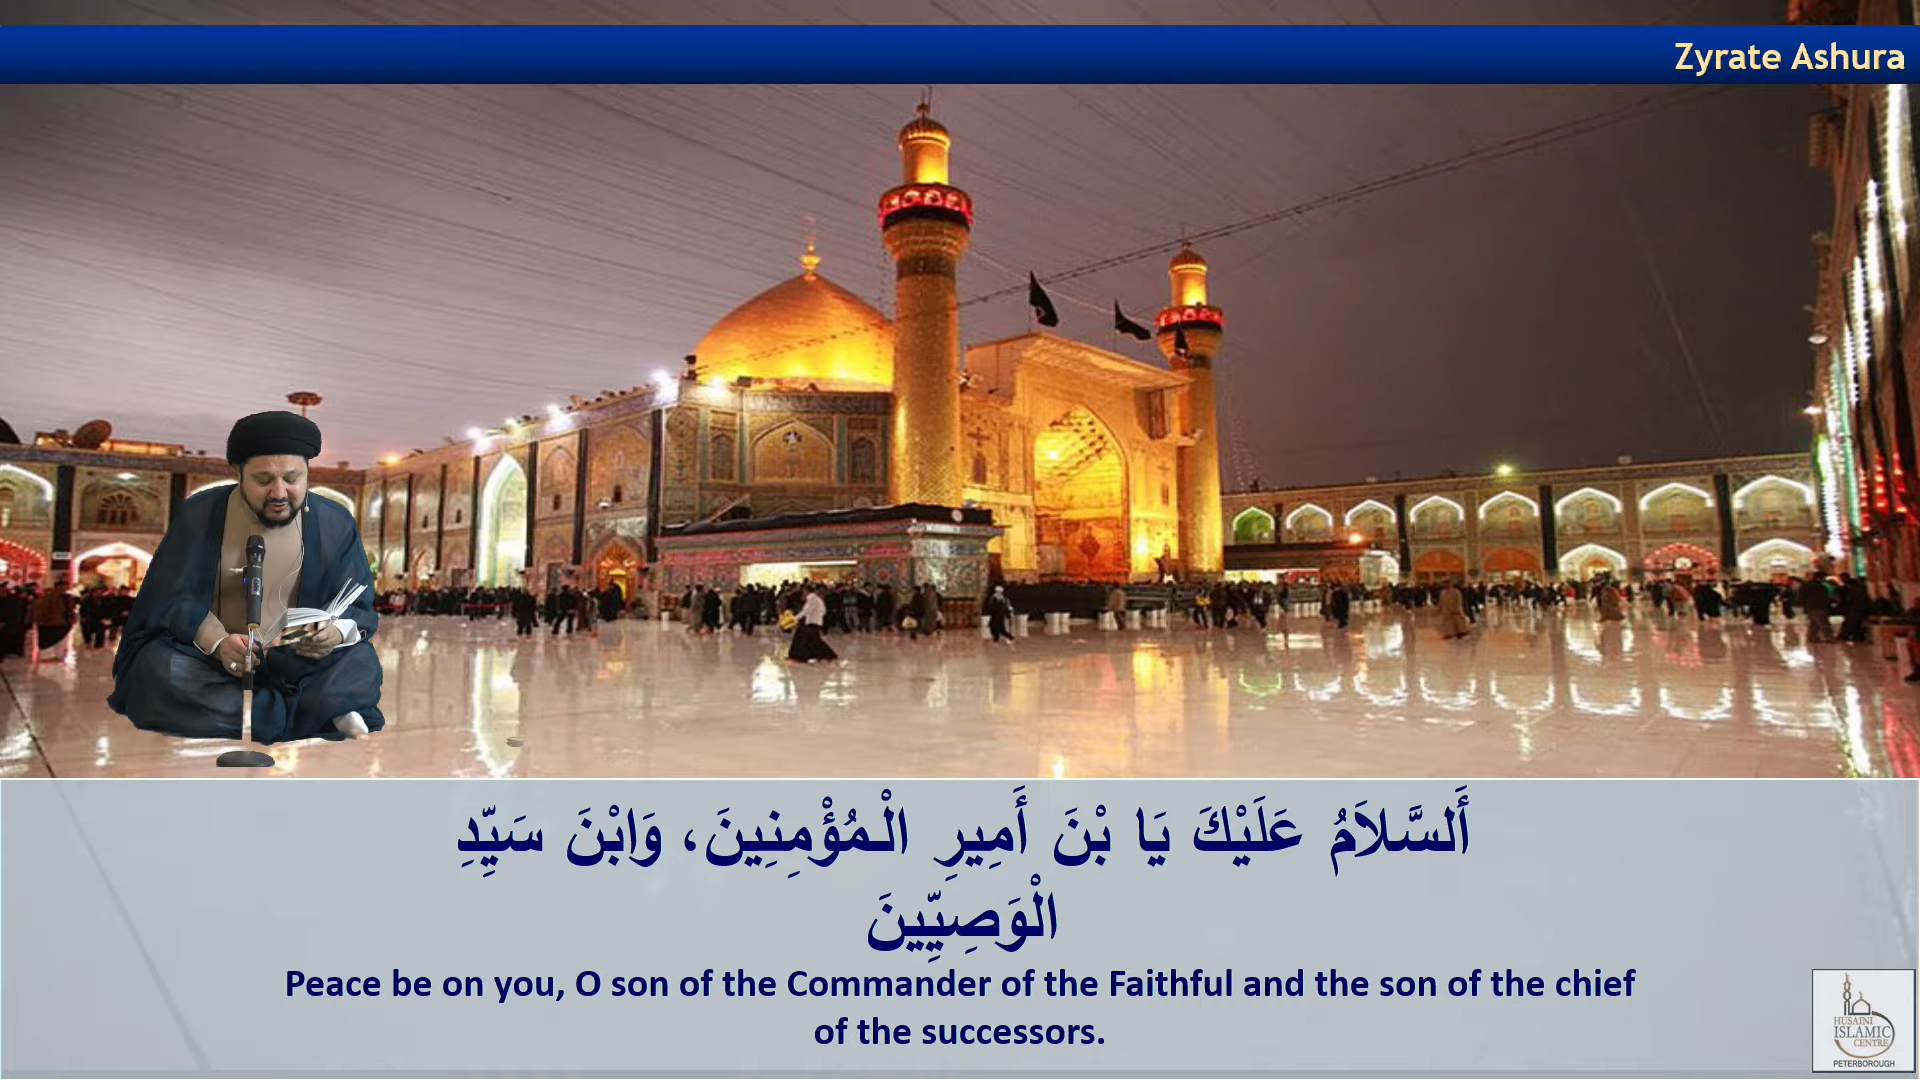 Zyrate Ashura
أَلسَّلاَمُ عَلَيْكَ يَا بْنَ أَمِيرِ الْـمُؤْمِنِينَ، وَابْنَ سَيِّدِ
الْوَصِيِّينَ
Peace be on you, O son of the Commander of the Faithful and the son of the chief
of the successors.
HUSAINI
ISLAMIC
CENTRE
PETERBOROUGH